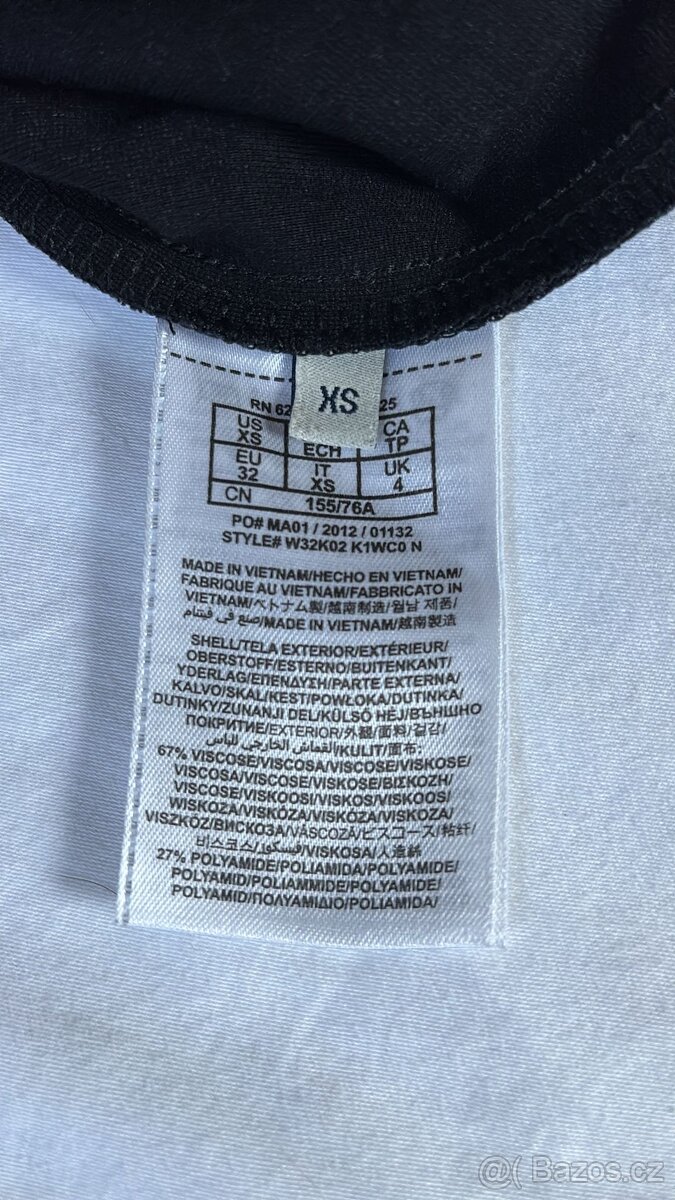 XS
RN 62 25
US XS ECH CA TP
EU 32 IT XS UK 4
CN 155/76A
PO# MA01 / 2012 / 01132
STYLE# W32K02 K1WC0 N
MADE IN VIETNAM/HECHO EN VIETNAM/
FABRIQUE AU VIETNAM/FABBRICATO IN
VIETNAM/ベトナム製/越南制造/월남 제품/
صنع في فيتنام/MADE IN VIETNAM/越南製造
SHELL/TELA EXTERIOR/EXTÉRIEUR/
OBERSTOFF/ESTERNO/BUITENKANT/
YDERLAG/ΕΠΕΝΔΥΣΗ/PARTE EXTERNA/
KALVO/SKAL/KEST/POWŁOKA/DUTINKA/
DUTINKY/ZUNANJI DEL/KÜLSŐ HÉJ/ВЪНШНО
ПОКРИТИЕ/EXTERIOR/外観/面料/겉감/
القماش الخارجي للباس/KULIT/面布:
67% VISCOSE/VISCOSA/VISCOSE/VISKOSE/
VISCOSA/VISCOSE/VISKOSE/ΒΙΣΚΟΖΗ/
VISCOSE/VISKOOSI/VISKOS/VISKOOS/
WISKOZA/VISKÓZA/VISKÓZA/VISKOZA/
VISZKÓZ/ВИСКОЗА/VÂSCOZĂ/ビスコース/粘纤/
비스코스/فيسكوز/VISKOSA/人造絲
27% POLYAMIDE/POLIAMIDA/POLYAMIDE/
POLYAMID/POLIAMMIDE/POLYAMIDE/
POLYAMID/ΠΟΛΥΑΜΙΔΙΟ/POLIAMIDA/
@( Bazos.cz